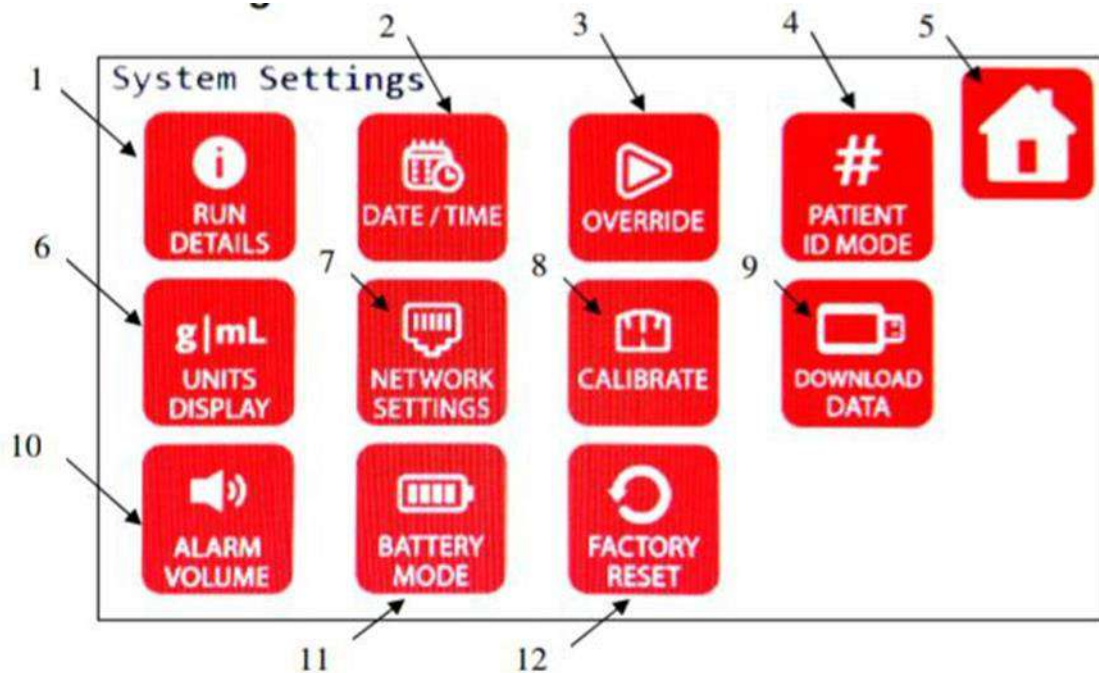 2
3
4
5
1
System Settings
i
RUN
DETAILS
DATE / TIME
OVERRIDE
#
PATIENT
ID MODE
6
7
8
9
g|mL
UNITS
DISPLAY
NETWORK
SETTINGS
CALIBRATE
DOWNLOAD
DATA
10
ALARM
VOLUME
BATTERY
MODE
FACTORY
RESET
11
12